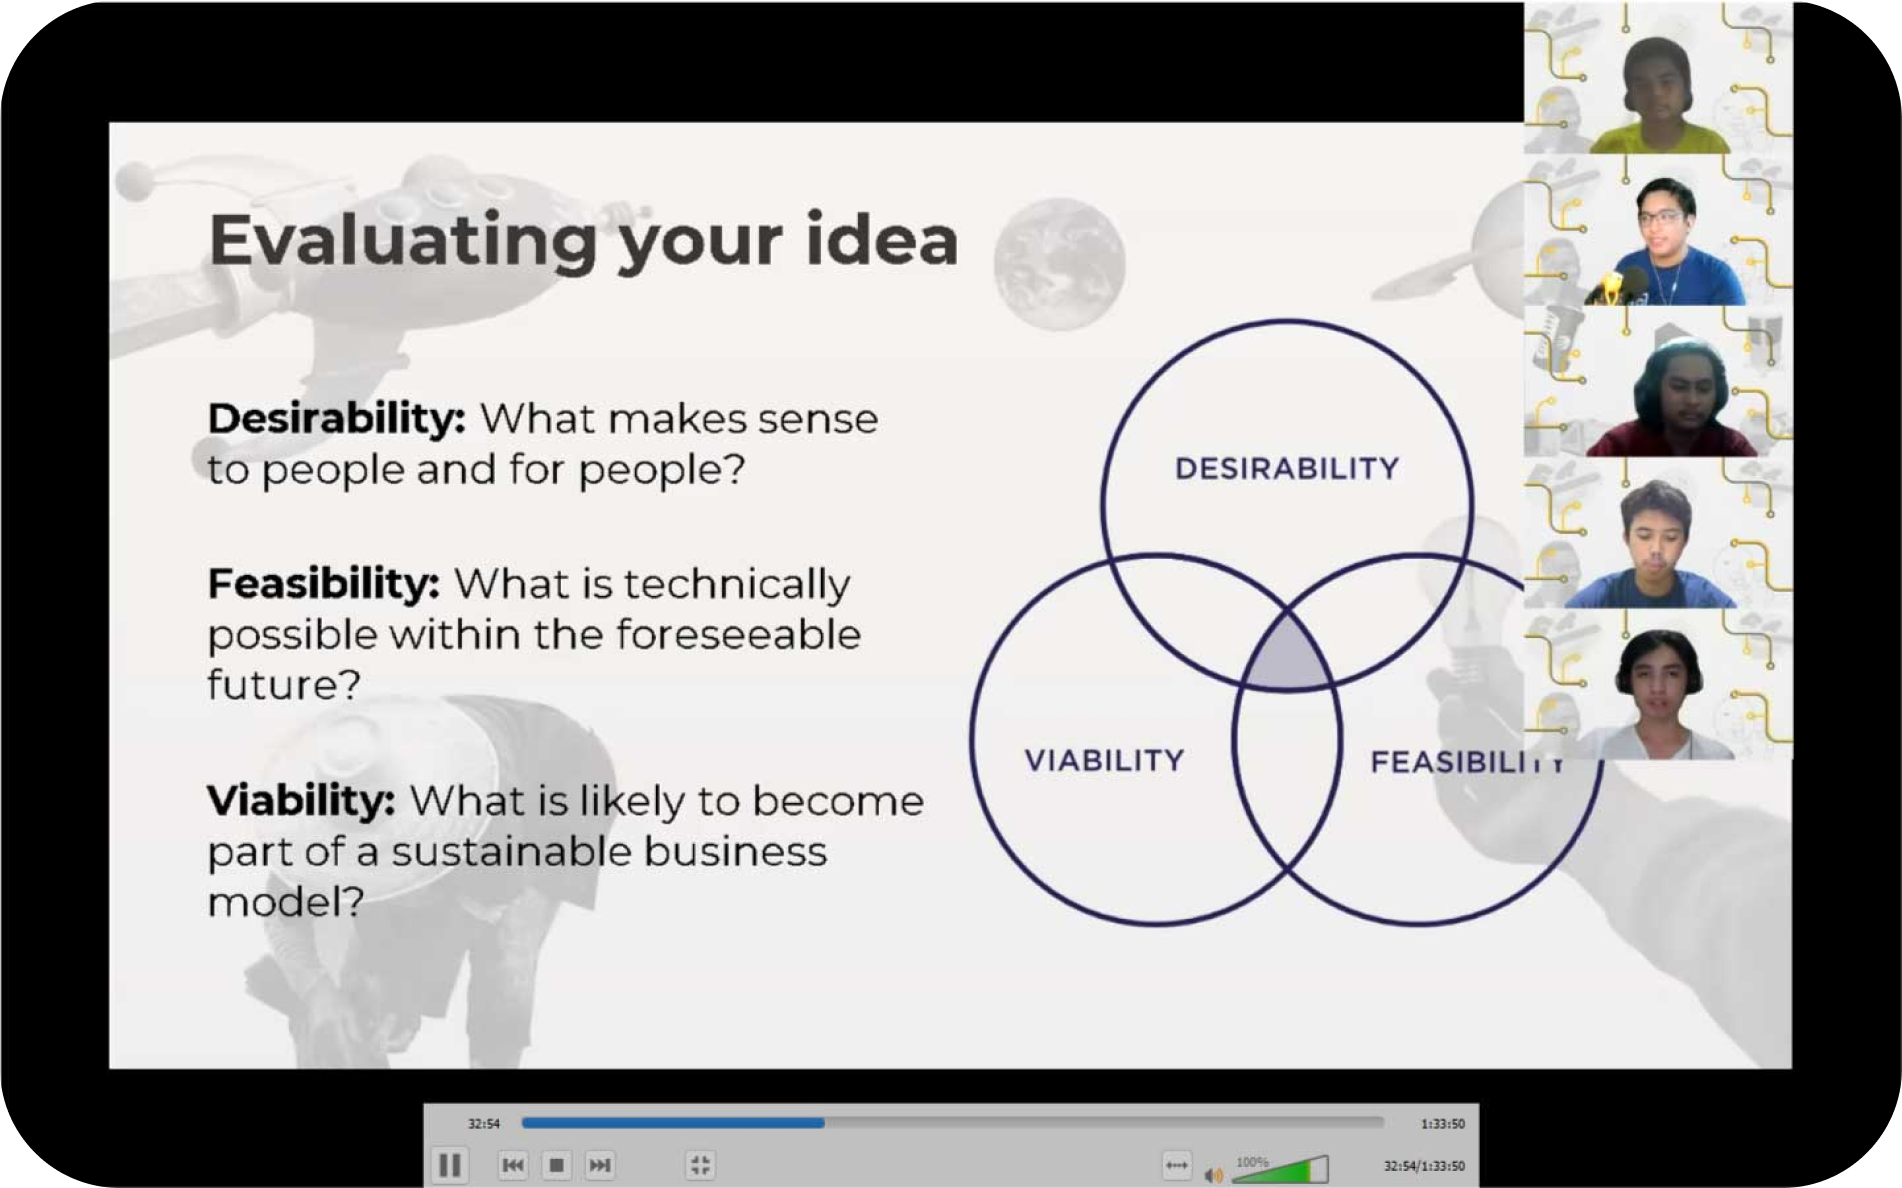 Evaluating your idea
Desirability: What makes sense
to people and for people?
Feasibility: What is technically
possible within the foreseeable
future?
Viability: What is likely to become
part of a sustainable business
model?
DESIRABILITY
VIABILITY
FEASIBILITY
32:54
1:33:50
100%
32:54/1:33:50